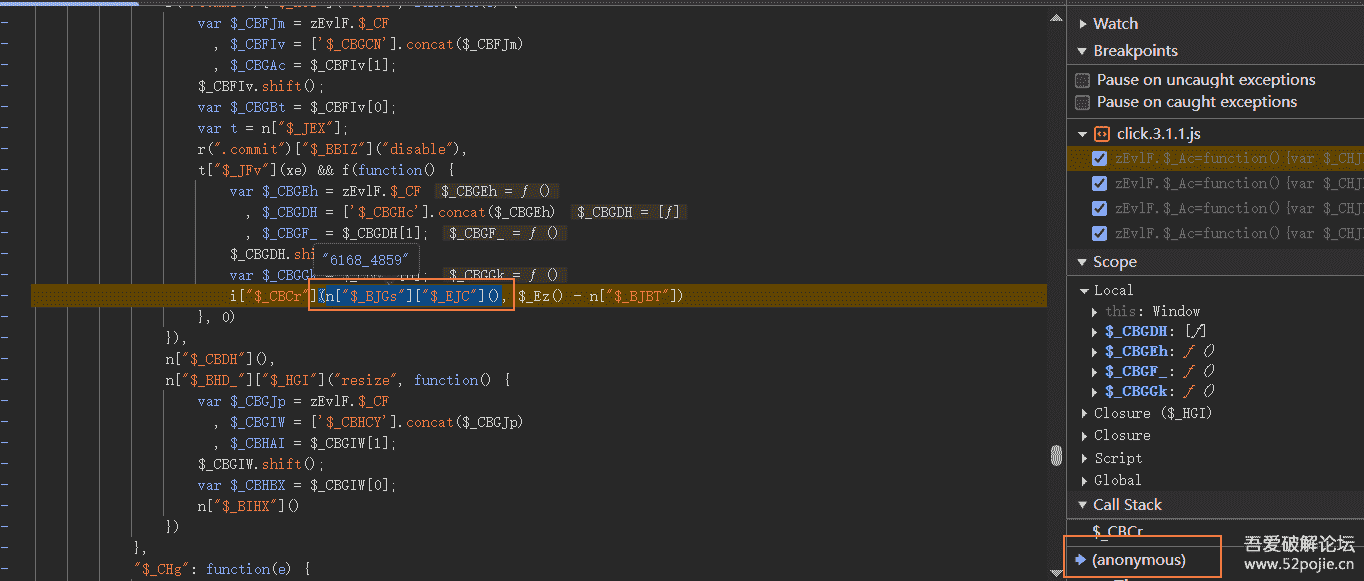 var $_CBFJm = zEvlF.$_CF
, $_CBFIv = ['$_CBGCN'].concat($_CBFJm)
, $_CBGAc = $_CBFIv[1];
$_CBFIv.shift();
var $_CBGBt = $_CBFIv[0];
var t = n["$_JEX"];
r(".commit")["$_BBIZ"]("disable"),
t["$_JFv"](xe) && f(function() {
var $_CBGEh = zEvlF.$_CF $_CBGEh = ƒ ()
, $_CBGDH = ['$_CBGHc'].concat($_CBGEh) $_CBGDH = [ƒ]
, $_CBGF_ = $_CBGDH[1]; $_CBGF_ = ƒ ()
$_CBGDH.shi
"6168_4859"
var $_CBGGk = $_CBGGk = ƒ ()
i["$_CBCr"](n["$_BJGs"]["$_EJC"](), $_Ez() - n["$_BJBT"])
}, 0)
}),
n["$_CBDH"](),
n["$_BHD_"]["$_HGI"]("resize", function() {
var $_CBGJp = zEvlF.$_CF
, $_CBGIW = ['$_CBHCY'].concat($_CBGJp)
, $_CBHAI = $_CBGIW[1];
$_CBGIW.shift();
var $_CBHBX = $_CBGIW[0];
n["$_BIHX"]()
})
},
"$_CHg": function(e) {
Watch
Breakpoints
Pause on uncaught exceptions
Pause on caught exceptions
click.3.1.1.js
zEvlF.$_Ac=function(){var $_CHJ
zEvlF.$_Ac=function(){var $_CHJ
zEvlF.$_Ac=function(){var $_CHJ
zEvlF.$_Ac=function(){var $_CHJ
Scope
Local
this: Window
$_CBGDH: [ƒ]
$_CBGEh: ƒ ()
$_CBGF_: ƒ ()
$_CBGGk: ƒ ()
Closure ($_HGI)
Closure
Script
Global
Call Stack
$_CBCr
(anonymous)
吾爱破解论坛
www.52pojie.cn